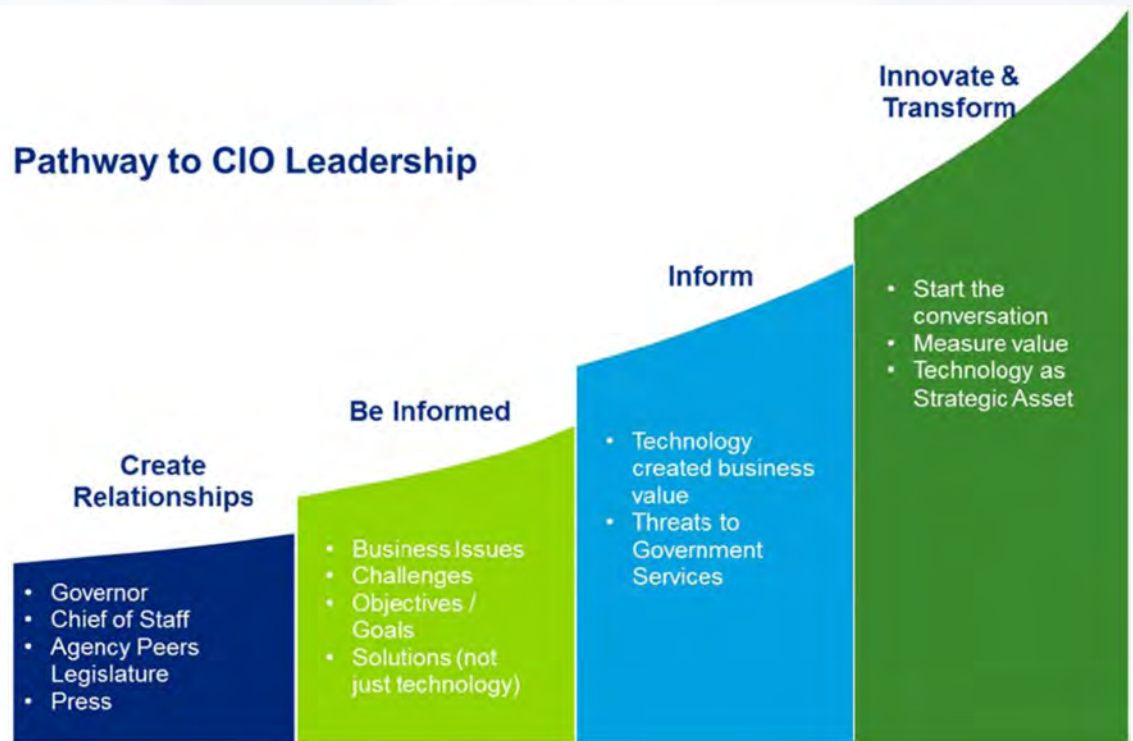 Pathway to CIO Leadership
Create
Relationships
• Governor
• Chief of Staff
• Agency Peers
Legislature
• Press
Be Informed
• Business Issues
• Challenges
• Objectives /
Goals
• Solutions (not
just technology)
Inform
• Technology
created business
value
• Threats to
Government
Services
Innovate &
Transform
• Start the
conversation
• Measure value
• Technology as
Strategic Asset